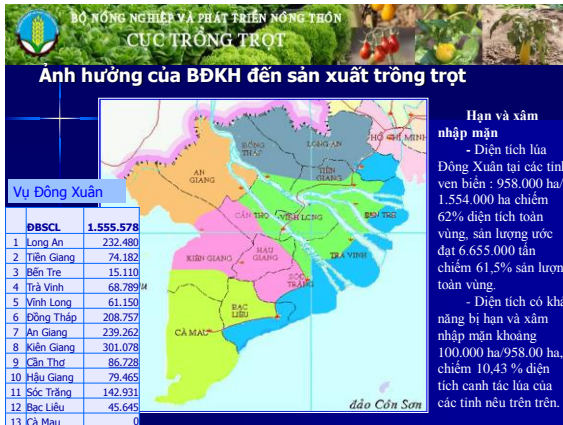 BỘ NÔNG NGHIỆP VÀ PHÁT TRIỂN NÔNG THÔN
CỤC TRỒNG TRỌT
Ảnh hưởng của BĐKH đến sản xuất trồng trọt
Vụ Đông Xuân
ĐBSCL 1.555.578
1 Long An 232.480
2 Tiền Giang 74.182
3 Bến Tre 15.110
4 Trà Vinh 68.789
5 Vĩnh Long 61.150
6 Đồng Tháp 208.757
7 An Giang 239.262
8 Kiên Giang 301.078
9 Cần Thơ 86.728
10 Hậu Giang 79.465
11 Sóc Trăng 142.931
12 Bạc Liêu 45.645
13 Cà Mau 0
HỒ CHÍ MINH
LONG AN
ĐỒNG
THÁP
TIỀN
GIANG
AN
GIANG
CẦN THƠ
VĨNH LONG
BẾN TRE
TRÀ VINH
HẬU
GIANG
KIÊN GIANG
SÓC
TRĂNG
BẠC
LIÊU
CÀ MAU
đảo Côn Sơn
Hạn và xâm
nhập mặn
- Diện tích lúa
Đông Xuân tại các tỉnh
ven biển : 958.000 ha/
1.554.000 ha chiếm
62% diện tích toàn
vùng, sản lượng ước
đạt 6.655.000 tấn
chiếm 61,5% sản lượn
toàn vùng.
- Diện tích có khả
năng bị hạn và xâm
nhập mặn khoảng
100.000 ha/958.00 ha,
chiếm 10,43 % diện
tích canh tác lúa của
các tỉnh nêu trên trên.